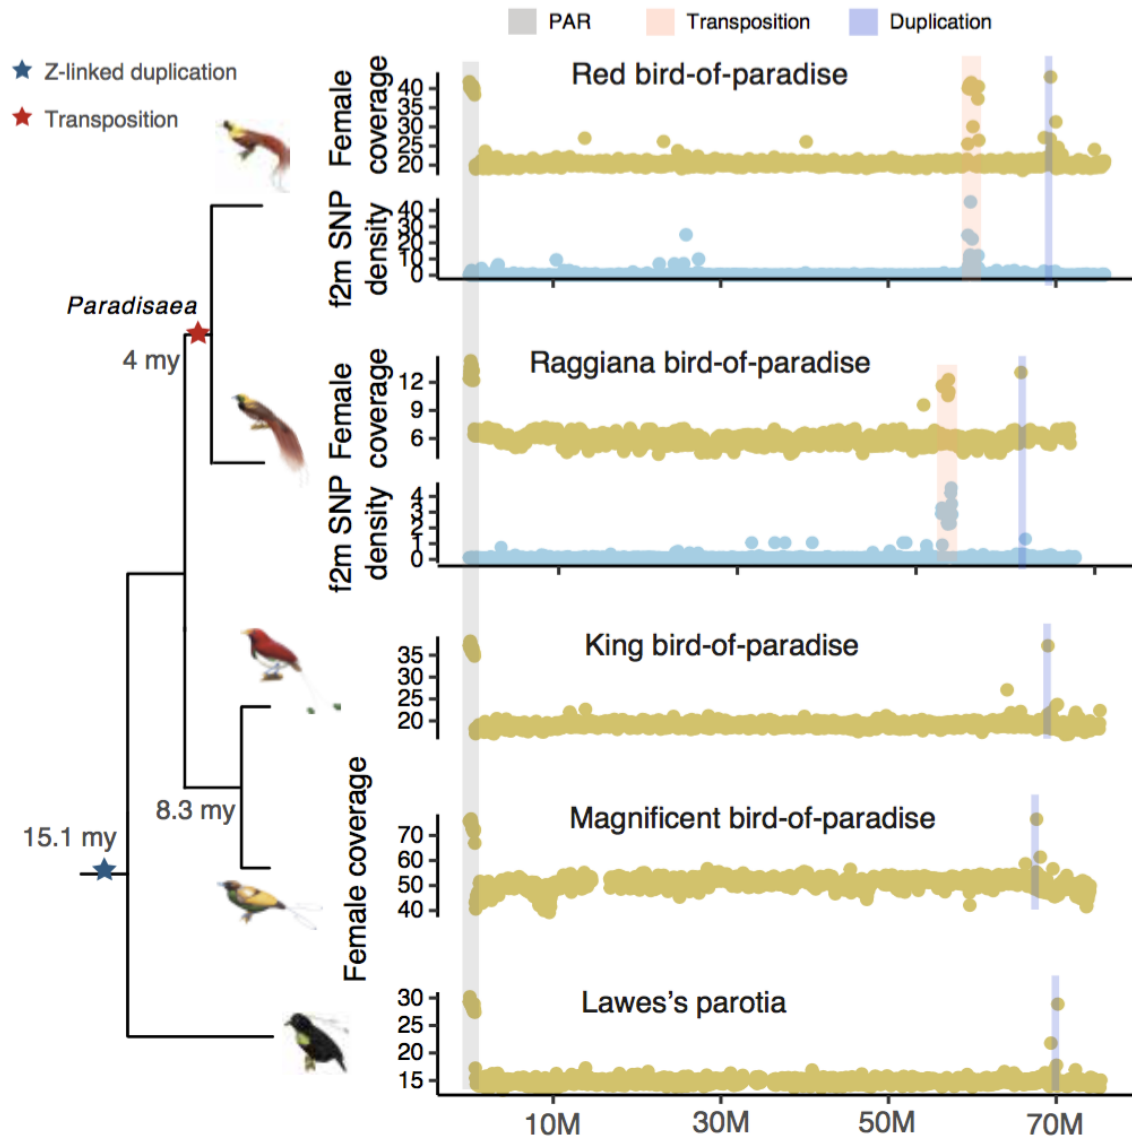 PAR
Transposition
Duplication
Z-linked duplication
Transposition
Red bird-of-paradise
Female
coverage
40
35
30
25
20
f2m SNP
density
40
30
20
10
0
Paradisaea
4 my
Raggiana bird-of-paradise
Female
coverage
12
9
6
f2m SNP
density
4
3
2
1
0
King bird-of-paradise
35
30
25
20
8.3 my
15.1 my
Female coverage
Magnificent bird-of-paradise
70
60
50
40
Lawes's parotia
30
25
20
15
10M
30M
50M
70M